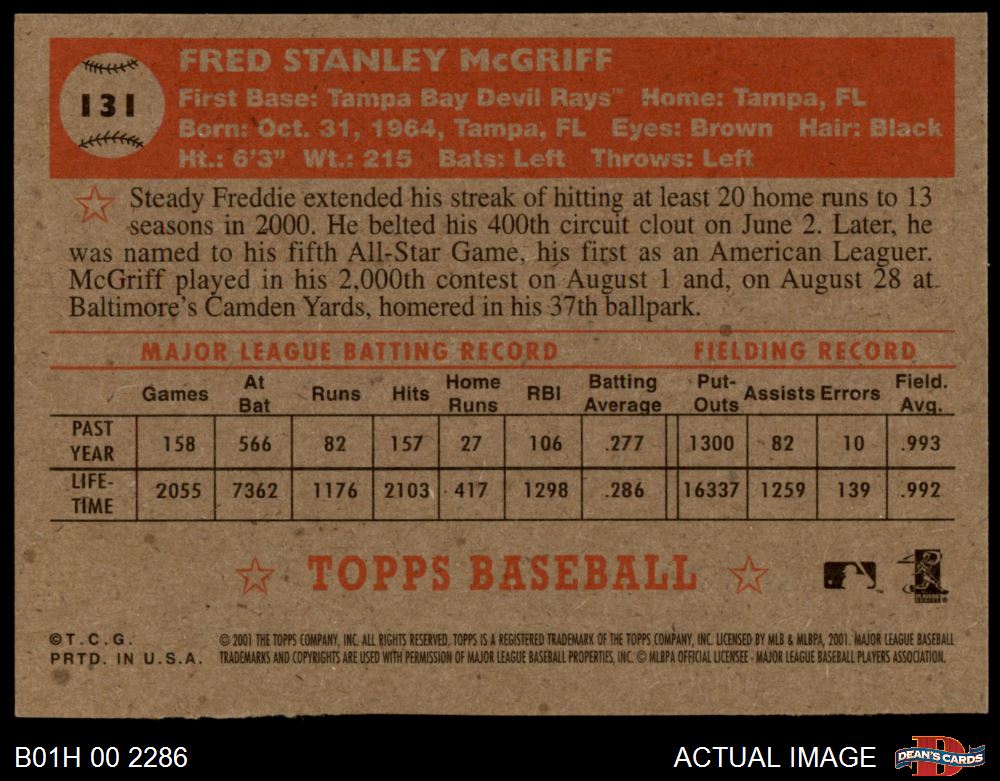 131
FRED STANLEY McGRIFF
First Base: Tampa Bay Devil Rays™ Home: Tampa, FL
Born: Oct. 31, 1964, Tampa, FL Eyes: Brown Hair: Black
Ht.: 6'3” Wt.: 215 Bats: Left Throws: Left
Steady Freddie extended his streak of hitting at least 20 home runs to 13
seasons in 2000. He belted his 400th circuit clout on June 2. Later, he
was named to his fifth All-Star Game, his first as an American Leaguer.
McGriff played in his 2,000th contest on August 1 and, on August 28 at
Baltimore's Camden Yards, homered in his 37th ballpark.
MAJOR LEAGUE BATTING RECORD FIELDING RECORD
Games At Bat Runs Hits Home Runs RBI Batting Average Put-Outs Assists Errors Field. Avg.
PAST YEAR 158 566 82 157 27 106 .277 1300 82 10 .993
LIFE-TIME 2055 7362 1176 2103 417 1298 .286 16337 1259 139 .992
TOPPS BASEBALL
©T.C.G.
PRTD. IN U.S.A.
© 2001 THE TOPPS COMPANY, INC. ALL RIGHTS RESERVED. TOPPS IS A REGISTERED TRADEMARK OF THE TOPPS COMPANY, INC. LICENSED BY MLB & MLBPA, 2001. MAJOR LEAGUE BASEBALL
TRADEMARKS AND COPYRIGHTS ARE USED WITH PERMISSION OF MAJOR LEAGUE BASEBALL PROPERTIES, INC. © MLBPA OFFICIAL LICENSEE - MAJOR LEAGUE BASEBALL PLAYERS ASSOCIATION.
B01H 00 2286
ACTUAL IMAGE
DEAN'S CARDS